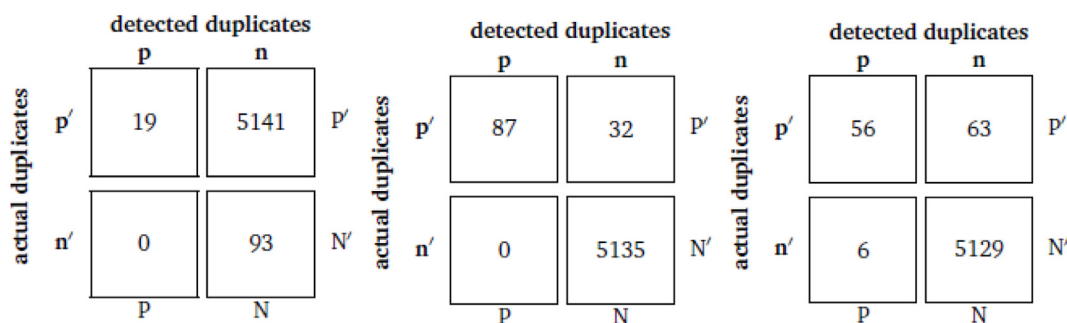 detected duplicates
p n
actual duplicates
p′ 19 5141 P′
n′ 0 93 N′
P N
detected duplicates
p n
actual duplicates
p′ 87 32 P′
n′ 0 5135 N′
P N
detected duplicates
p n
actual duplicates
p′ 56 63 P′
n′ 6 5129 N′
P N